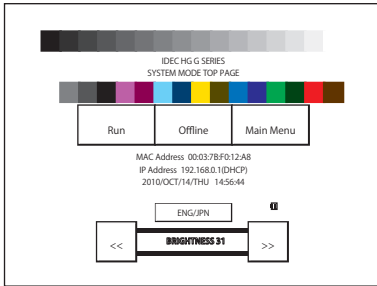 IDEC HG G SERIES
SYSTEM MODE TOP PAGE
Run Offline Main Menu
MAC Address 00:03:7B:F0:12:A8
IP Address 192.168.0.1(DHCP)
2010/OCT/14/THU 14:56:44
ENG/JPN
<< BRIGHTNESS 31 >>